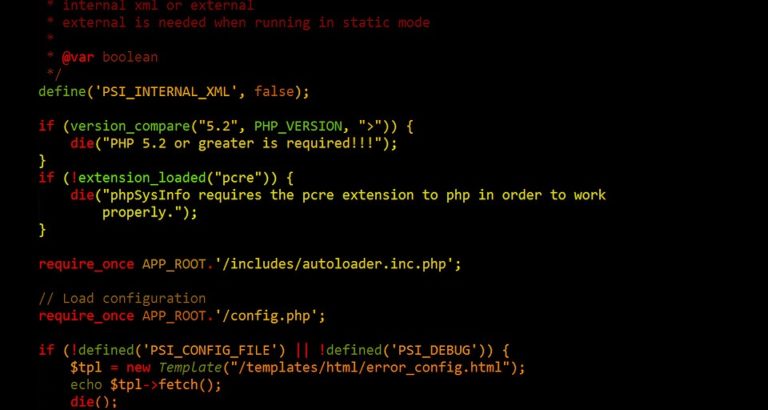 * internal xml or external
* external is needed when running in static mode
*
* @var boolean
*/
define('PSI_INTERNAL_XML', false);
if (version_compare("5.2", PHP_VERSION, ">")) {
die("PHP 5.2 or greater is required!!!");
}
if (!extension_loaded("pcre")) {
die("phpSysInfo requires the pcre extension to php in order to work
properly.");
}
require_once APP_ROOT.'/includes/autoloader.inc.php';
// Load configuration
require_once APP_ROOT.'/config.php';
if (!defined('PSI_CONFIG_FILE') || !defined('PSI_DEBUG')) {
$tpl = new Template("/templates/html/error_config.html");
echo $tpl->fetch();
die();